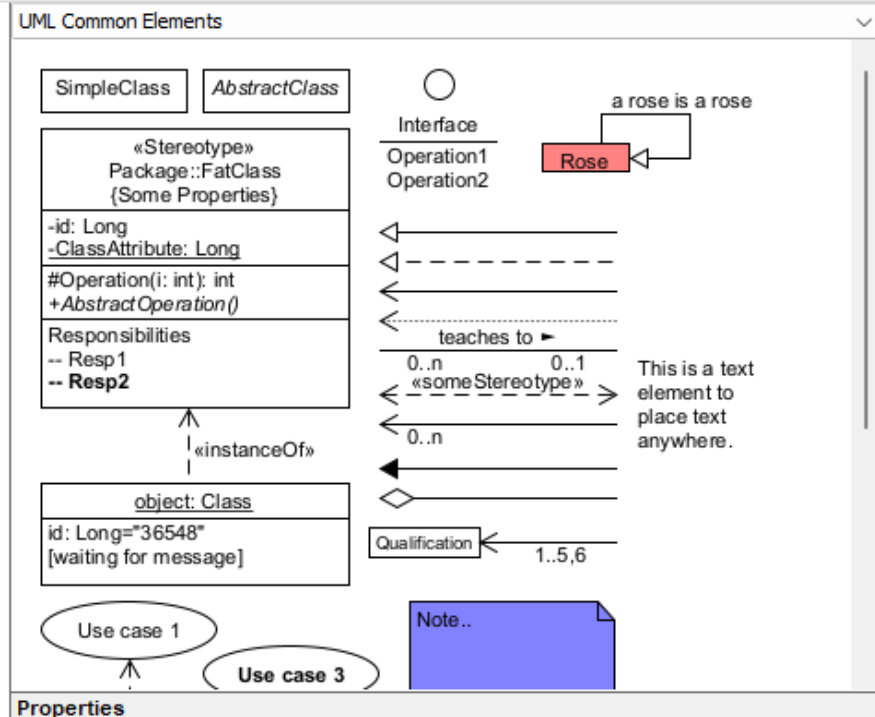 UML Common Elements
SimpleClass
AbstractClass
«Stereotype»
Package::FatClass
{Some Properties}
-id: Long
-ClassAttribute: Long
#Operation(i: int): int
+AbstractOperation()
Responsibilities
-- Resp1
-- Resp2
«instanceOf»
object: Class
id: Long="36548"
[waiting for message]
Use case 1
Use case 3
Interface
Operation1
Operation2
a rose is a rose
Rose
teaches to ►
0..n 0..1
«someStereotype»
0..n
Qualification
1..5,6
This is a text
element to
place text
anywhere.
Note..
Properties